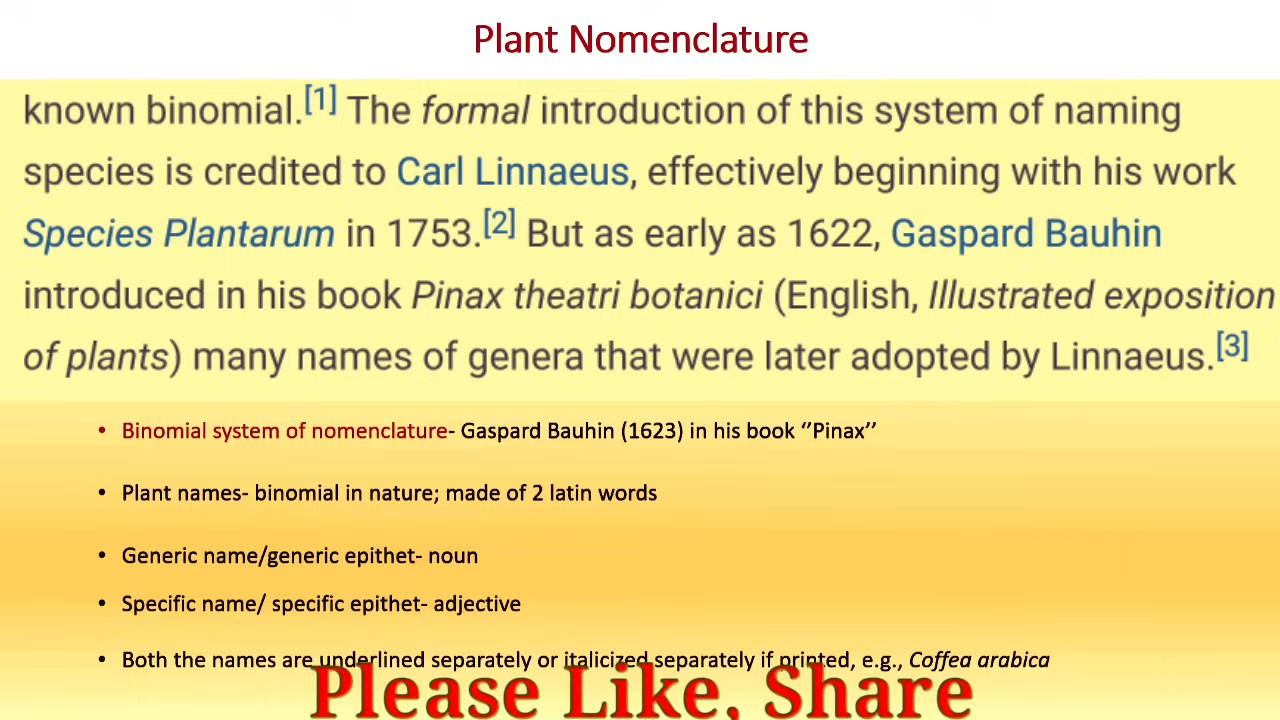 Plant Nomenclature
known binomial.[1] The formal introduction of this system of naming
species is credited to Carl Linnaeus, effectively beginning with his work
Species Plantarum in 1753.[2] But as early as 1622, Gaspard Bauhin
introduced in his book Pinax theatri botanici (English, Illustrated exposition
of plants) many names of genera that were later adopted by Linnaeus.[3]
• Binomial system of nomenclature- Gaspard Bauhin (1623) in his book ‘’Pinax’’
• Plant names- binomial in nature; made of 2 latin words
• Generic name/generic epithet- noun
• Specific name/ specific epithet- adjective
• Both the names are underlined separately or italicized separately if printed, e.g., Coffea arabica
Please Like, Share